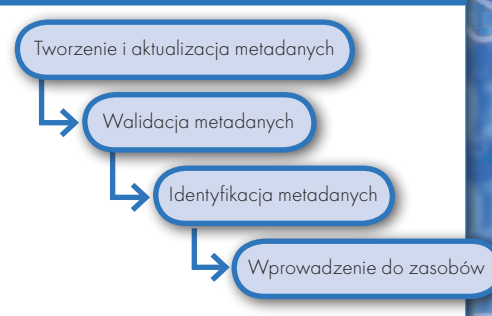 Tworzenie i aktualizacja metadanych
Walidacja metadanych
Identyfikacja metadanych
Wprowadzenie do zasobów